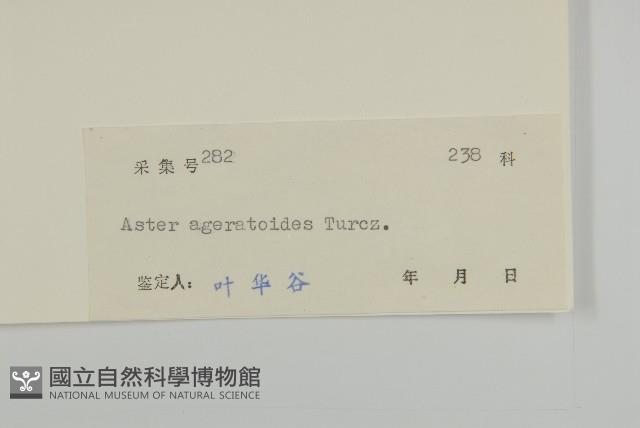 采集号282 238 科
Aster ageratoides Turcz.
鉴定人: 叶华谷 年 月 日
國立自然科學博物館
NATIONAL MUSEUM OF NATURAL SCIENCE